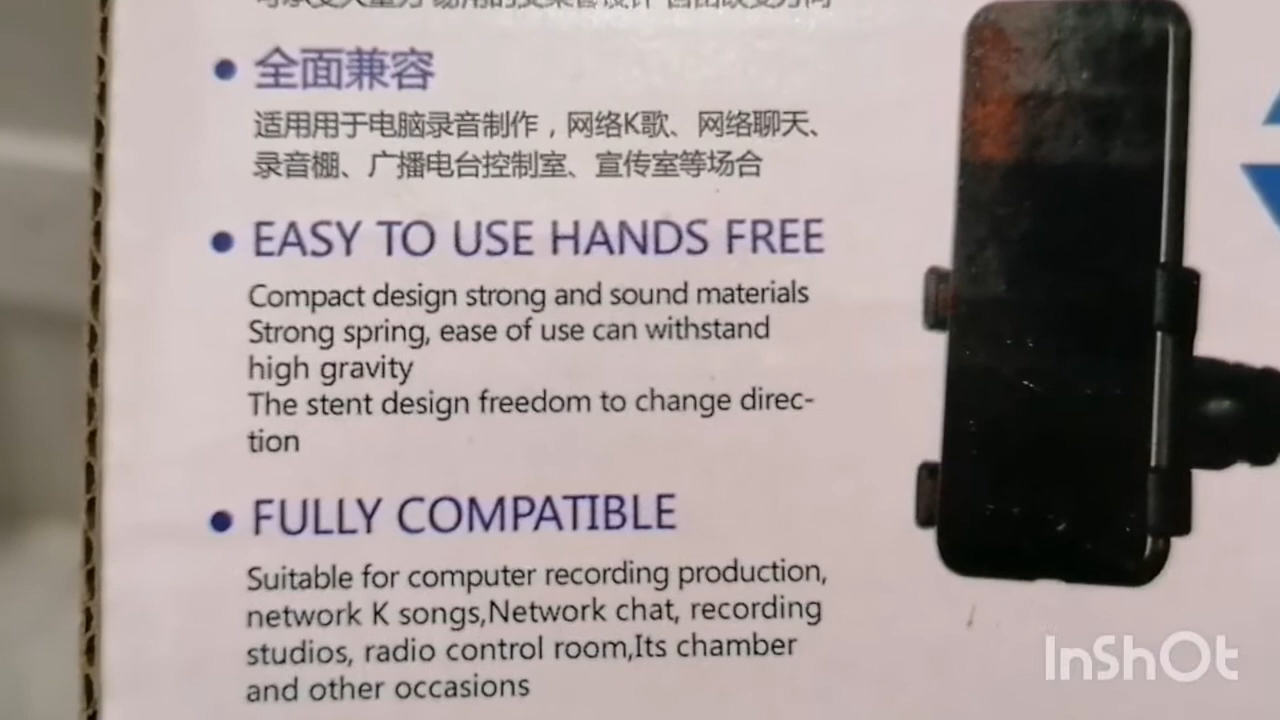 全面兼容
适用用于电脑录音制作，网络K歌、网络聊天、
录音棚、广播电台控制室、宣传室等场合
EASY TO USE HANDS FREE
Compact design strong and sound materials
Strong spring, ease of use can withstand
high gravity
The stent design freedom to change direc-
tion
FULLY COMPATIBLE
Suitable for computer recording production,
network K songs,Network chat, recording
studios, radio control room,Its chamber
and other occasions
InShOt